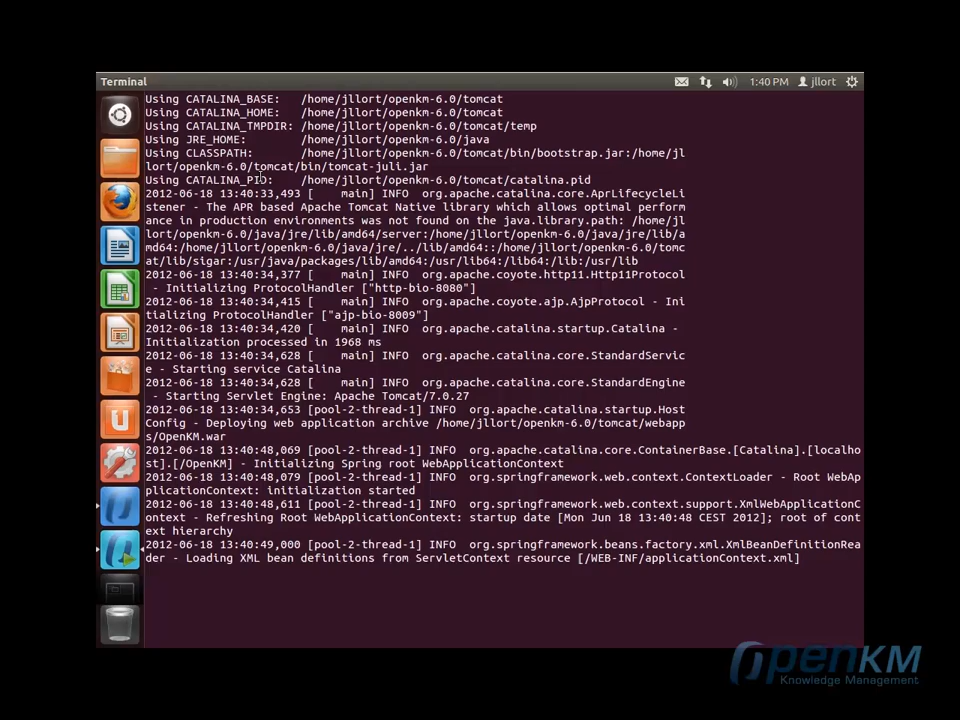 Terminal 1:40 PM jllort
Using CATALINA_BASE:   /home/jllort/openkm-6.0/tomcat
Using CATALINA_HOME:   /home/jllort/openkm-6.0/tomcat
Using CATALINA_TMPDIR: /home/jllort/openkm-6.0/tomcat/temp
Using JRE_HOME:        /home/jllort/openkm-6.0/java
Using CLASSPATH:       /home/jllort/openkm-6.0/tomcat/bin/bootstrap.jar:/home/jl
lort/openkm-6.0/tomcat/bin/tomcat-juli.jar
Using CATALINA_PID:    /home/jllort/openkm-6.0/tomcat/catalina.pid
2012-06-18 13:40:33,493 [    main] INFO  org.apache.catalina.core.AprLifecycleLi
stener - The APR based Apache Tomcat Native library which allows optimal perform
ance in production environments was not found on the java.library.path: /home/jl
lort/openkm-6.0/java/jre/lib/amd64/server:/home/jllort/openkm-6.0/java/jre/lib/a
md64:/home/jllort/openkm-6.0/java/jre/../lib/amd64::/home/jllort/openkm-6.0/tomc
at/lib/sigar:/usr/java/packages/lib/amd64:/usr/lib64:/lib64:/lib:/usr/lib
2012-06-18 13:40:34,377 [    main] INFO  org.apache.coyote.http11.Http11Protocol
 - Initializing ProtocolHandler ["http-bio-8080"]
2012-06-18 13:40:34,415 [    main] INFO  org.apache.coyote.ajp.AjpProtocol - Ini
tializing ProtocolHandler ["ajp-bio-8009"]
2012-06-18 13:40:34,420 [    main] INFO  org.apache.catalina.startup.Catalina -
Initialization processed in 1968 ms
2012-06-18 13:40:34,628 [    main] INFO  org.apache.catalina.core.StandardServic
e - Starting service Catalina
2012-06-18 13:40:34,628 [    main] INFO  org.apache.catalina.core.StandardEngine
 - Starting Servlet Engine: Apache Tomcat/7.0.27
2012-06-18 13:40:34,653 [pool-2-thread-1] INFO  org.apache.catalina.startup.Host
Config - Deploying web application archive /home/jllort/openkm-6.0/tomcat/webapp
s/OpenKM.war
2012-06-18 13:40:48,069 [pool-2-thread-1] INFO  org.apache.catalina.core.ContainerBase.[Catalina].[localho
st].[/OpenKM] - Initializing Spring root WebApplicationContext
2012-06-18 13:40:48,079 [pool-2-thread-1] INFO  org.springframework.web.context.ContextLoader - Root WebAp
plicationContext: initialization started
2012-06-18 13:40:48,611 [pool-2-thread-1] INFO  org.springframework.web.context.support.XmlWebApplicationC
ontext - Refreshing Root WebApplicationContext: startup date [Mon Jun 18 13:40:48 CEST 2012]; root of cont
ext hierarchy
2012-06-18 13:40:49,000 [pool-2-thread-1] INFO  org.springframework.beans.factory.xml.XmlBeanDefinitionRea
der - Loading XML bean definitions from ServletContext resource [/WEB-INF/applicationContext.xml]
OpenKM
Knowledge Management